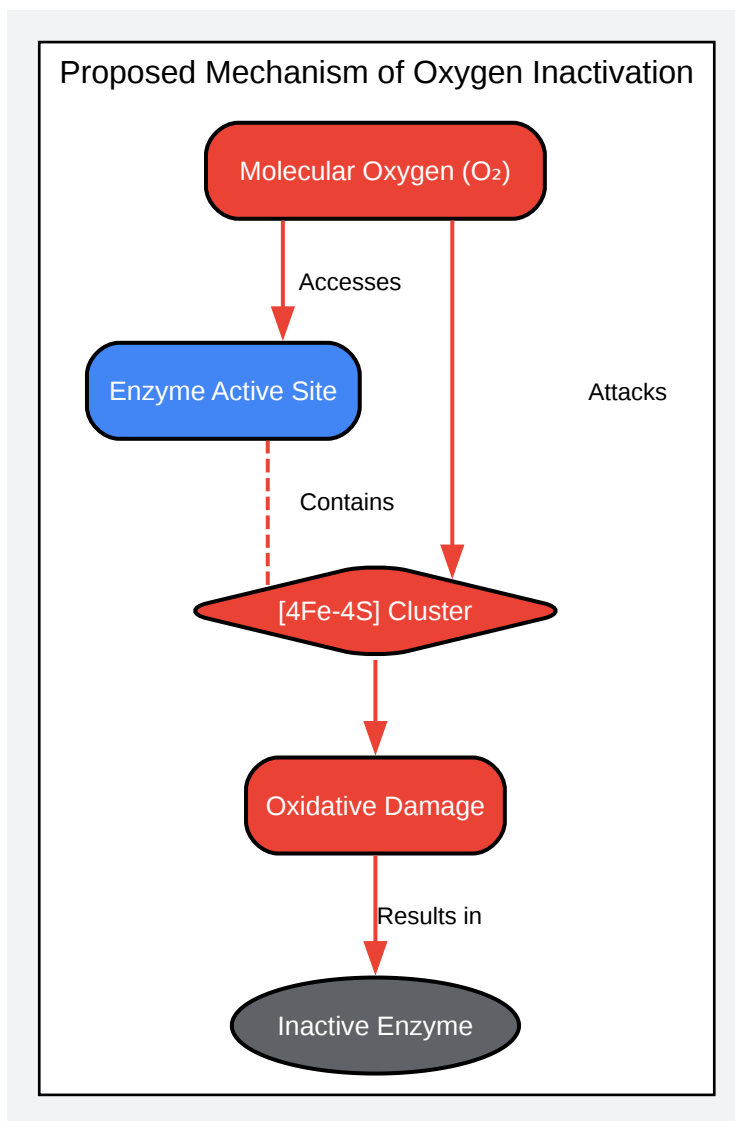 Proposed Mechanism of Oxygen Inactivation
Molecular Oxygen (O₂)
Accesses
Enzyme Active Site
Attacks
Contains
[4Fe-4S] Cluster
Oxidative Damage
Results in
Inactive Enzyme